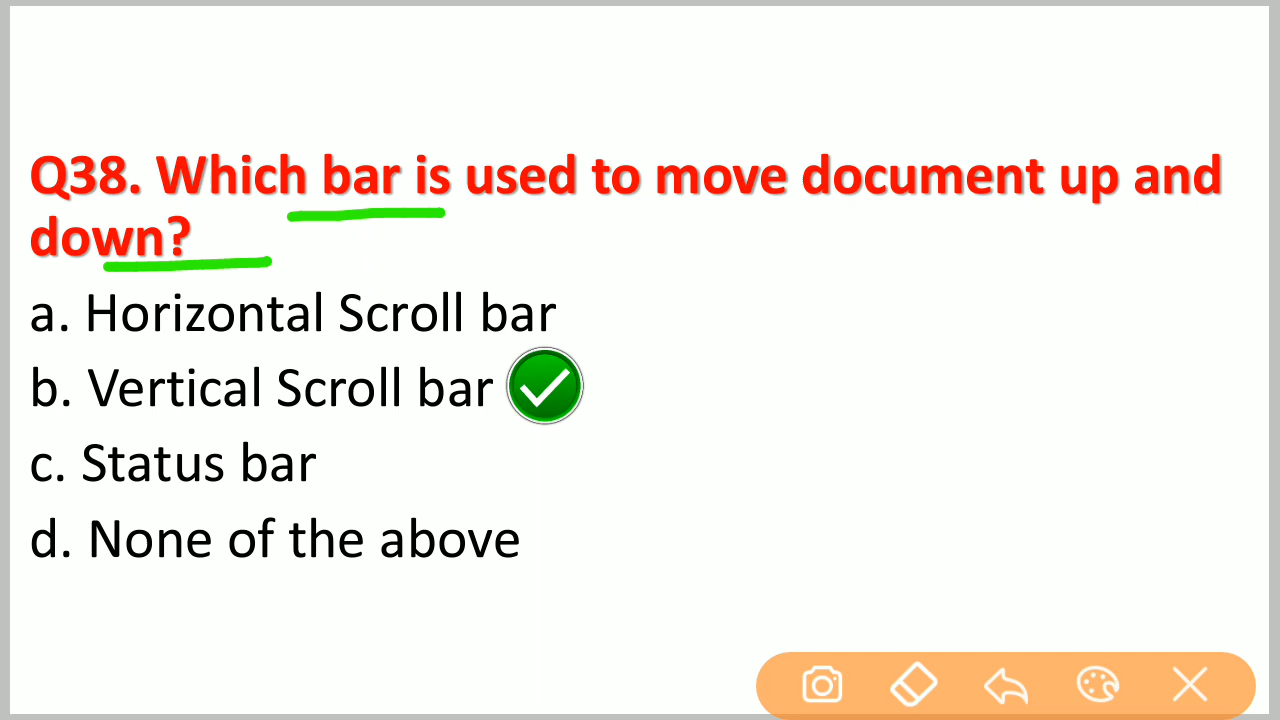 Q38. Which bar is used to move document up and
down?
a. Horizontal Scroll bar
b. Vertical Scroll bar
c. Status bar
d. None of the above